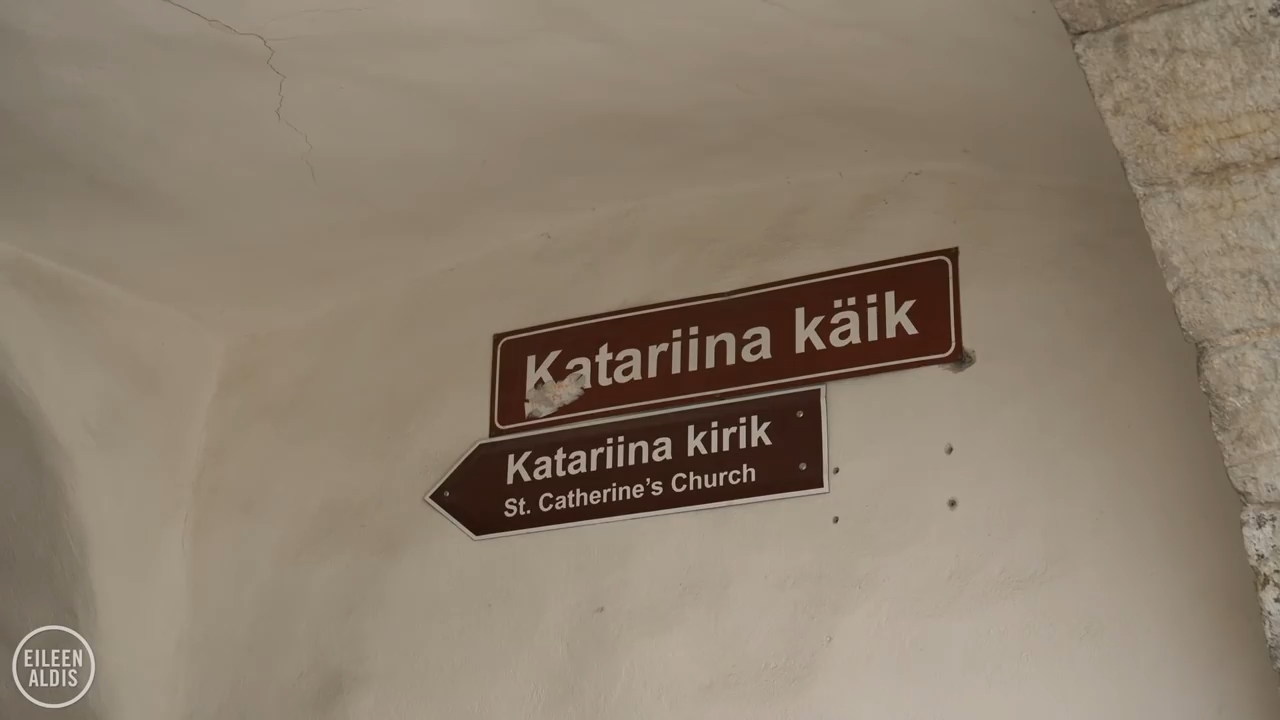 Katariina käik
Katariina kirik
St. Catherine's Church
EILEEN
ALDIS